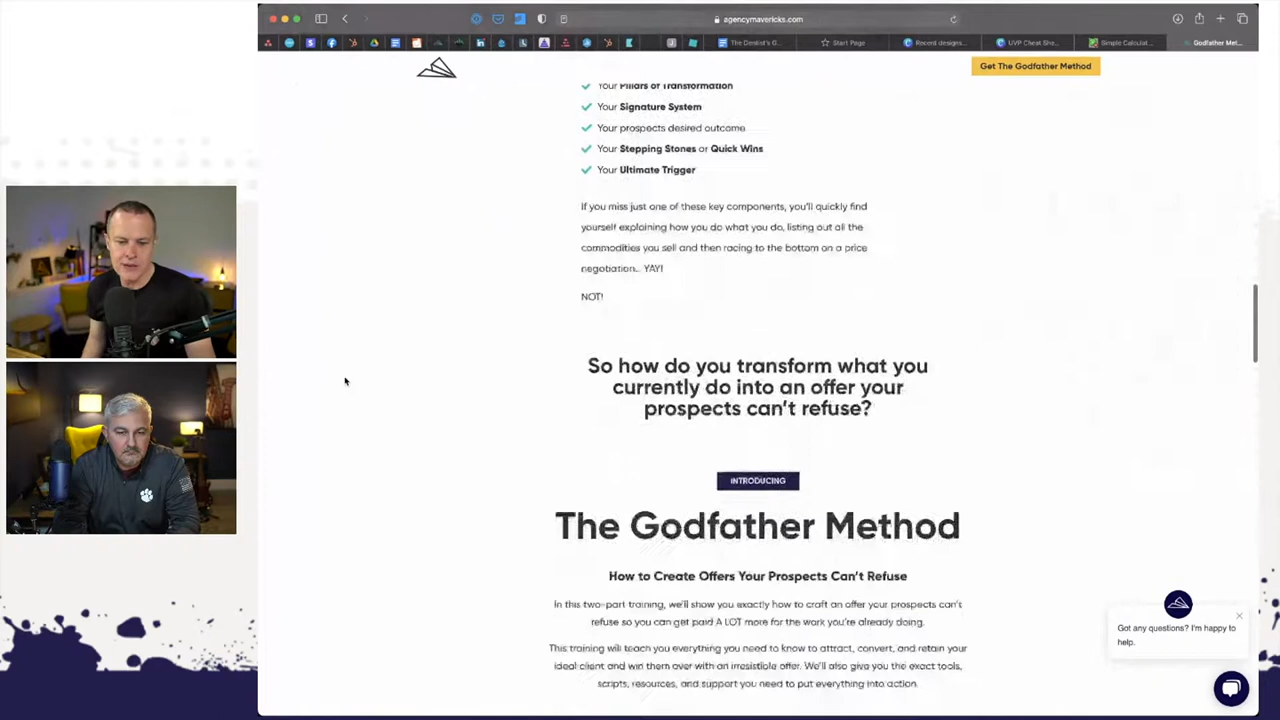 agencymavericks.com
The Dentist's G...
Start Page
Recent designs...
UVP Cheat She...
Simple Calculat...
Godfather Met...
Get The Godfather Method
Your Pillars of Transformation
Your Signature System
Your prospects desired outcome
Your Stepping Stones or Quick Wins
Your Ultimate Trigger
If you miss just one of these key components, you'll quickly find
yourself explaining how you do what you do, listing out all the
commodities you sell and then racing to the bottom on a price
negotiation... YAY!
NOT!
So how do you transform what you
currently do into an offer your
prospects can't refuse?
INTRODUCING
The Godfather Method
How to Create Offers Your Prospects Can't Refuse
In this two-part training, we'll show you exactly how to craft an offer your prospects can't
refuse so you can get paid A LOT more for the work you're already doing.
This training will teach you everything you need to know to attract, convert, and retain your
ideal client and win them over with an irresistible offer. We'll also give you the exact tools,
scripts, resources, and support you need to put everything into action.
Got any questions? I'm happy to
help.